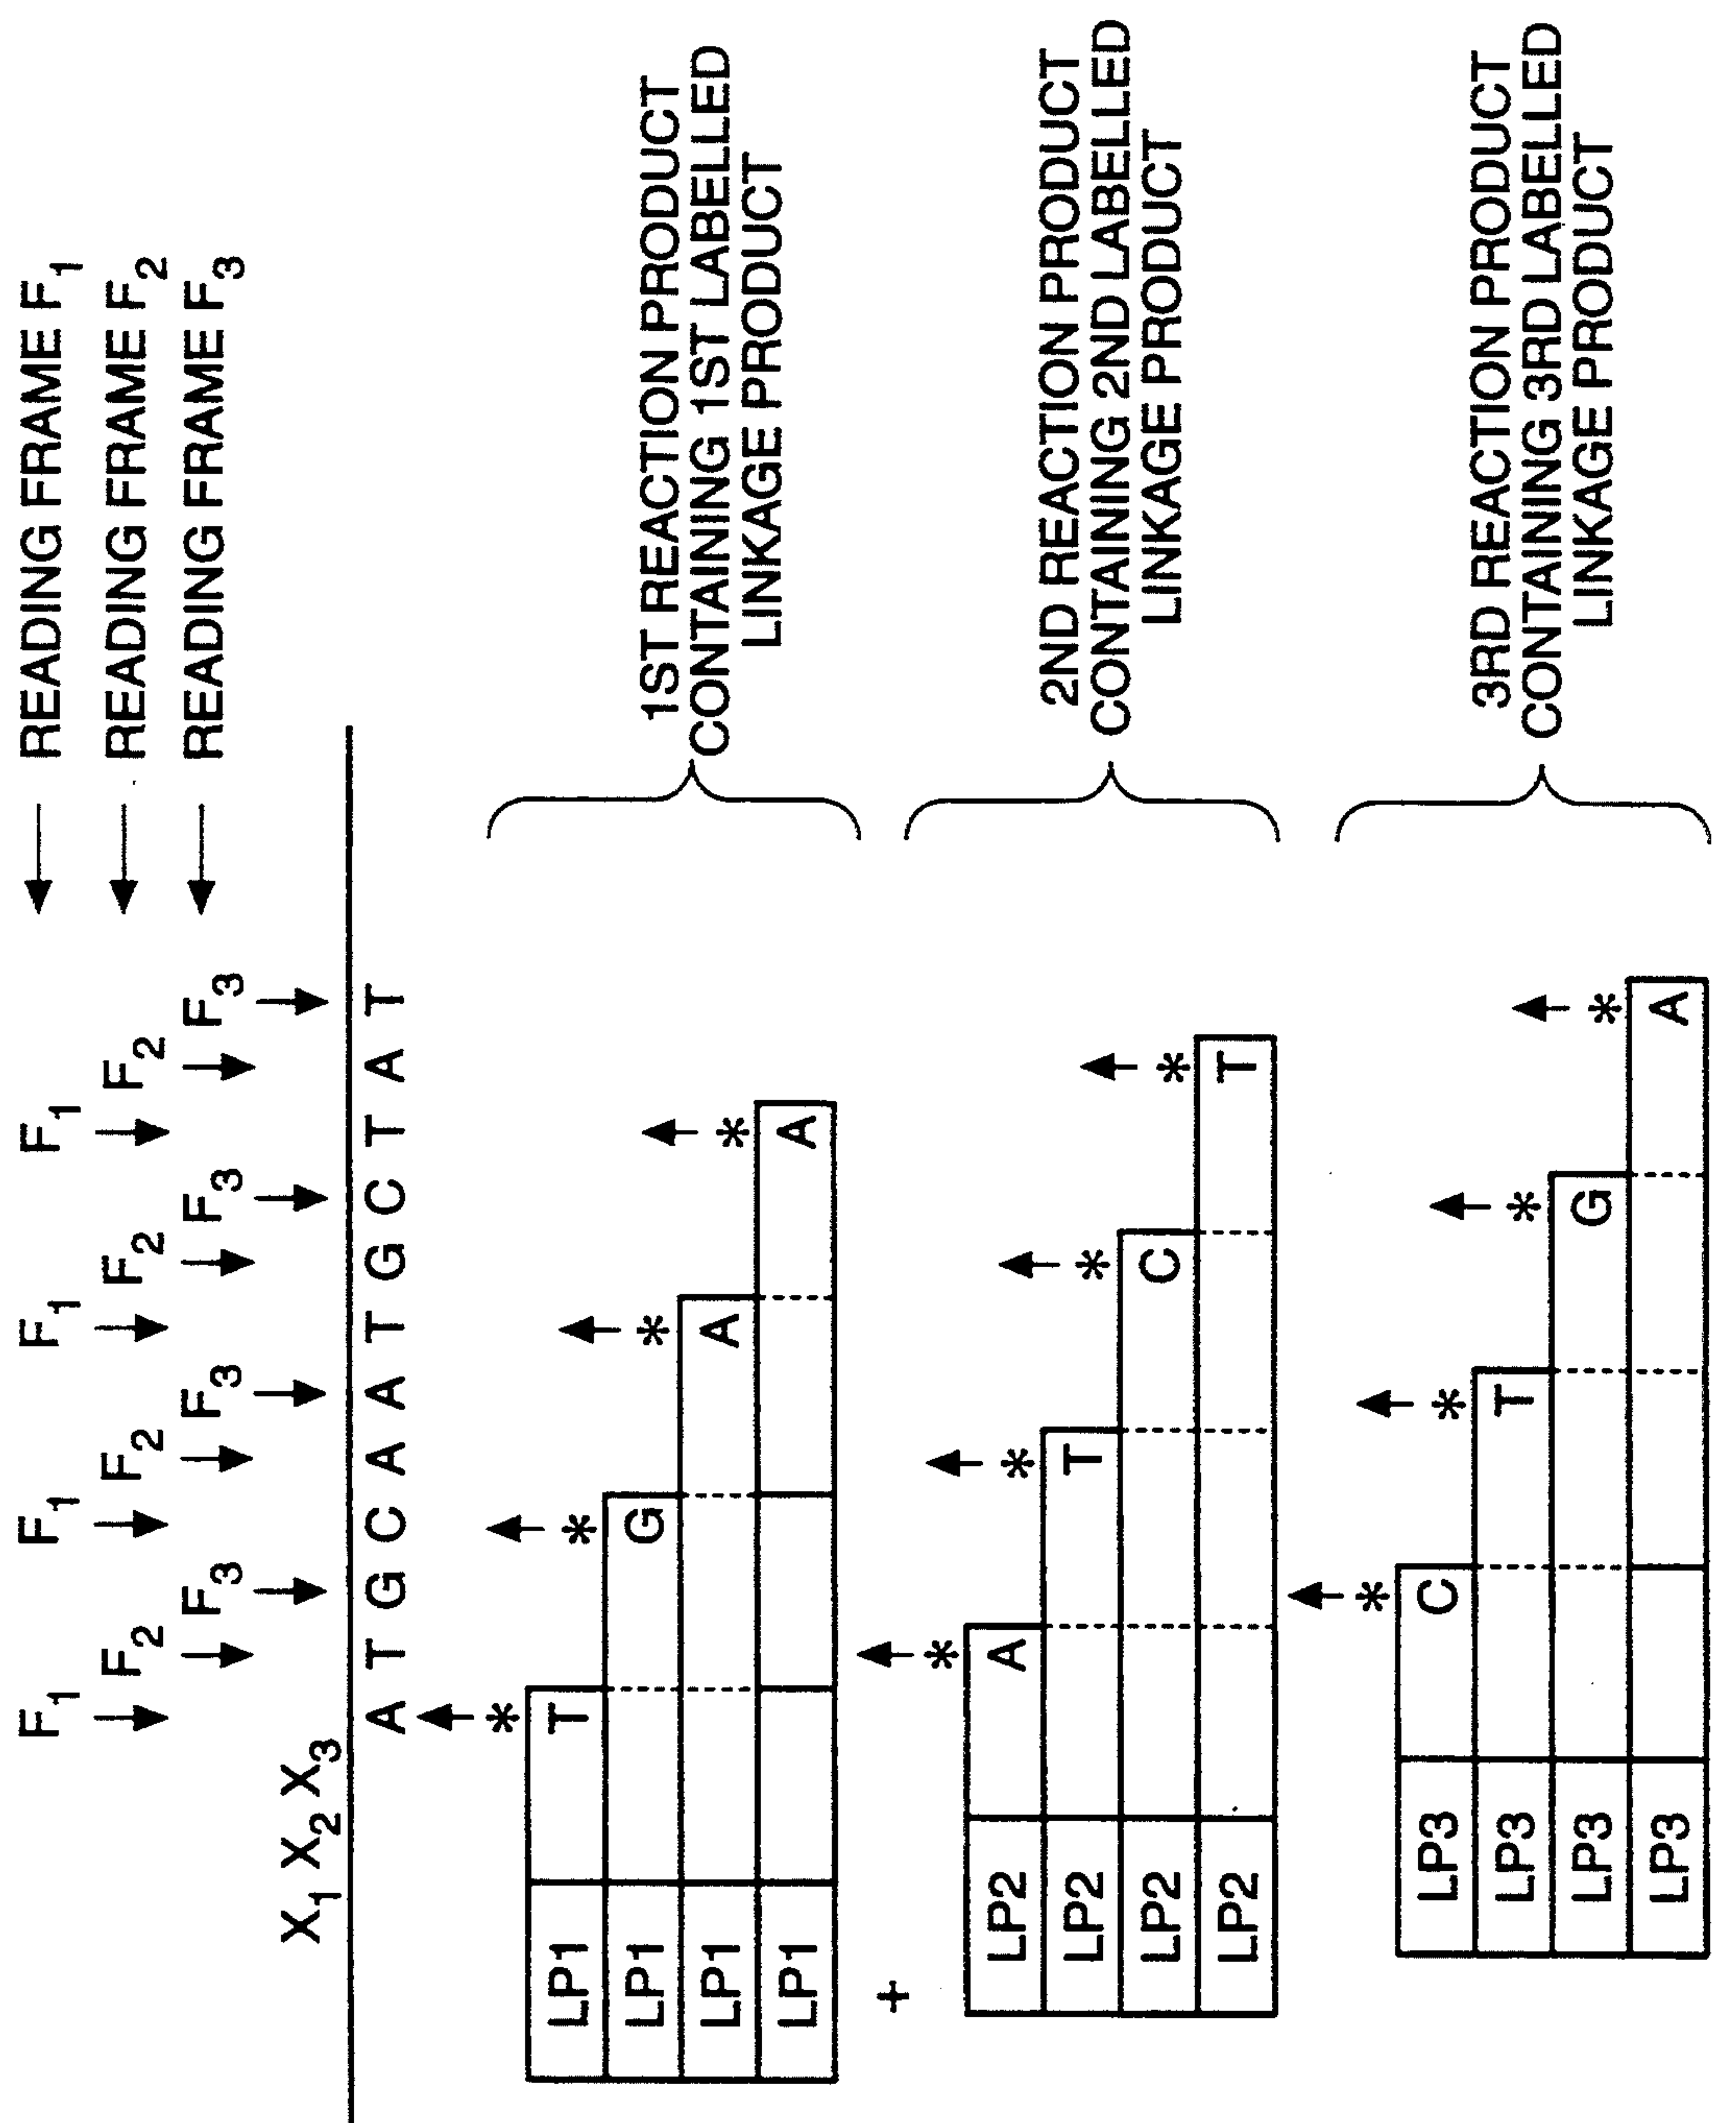 F1 F1 F1 F1 READING FRAME F1
F2 F2 F2 F2 READING FRAME F2
F3 F3 F3 F3 READING FRAME F3
X1 X2 X3
A T G C A A T G C T A T
*
LP1 T
*
LP1 G
*
LP1 A
*
LP1 A
1ST REACTION PRODUCT
CONTAINING 1ST LABELLED
LINKAGE PRODUCT
+
*
LP2 A
*
LP2 T
*
LP2 C
*
LP2 T
2ND REACTION PRODUCT
CONTAINING 2ND LABELLED
LINKAGE PRODUCT
*
LP3 C
*
LP3 T
*
LP3 G
*
LP3 A
3RD REACTION PRODUCT
CONTAINING 3RD LABELLED
LINKAGE PRODUCT